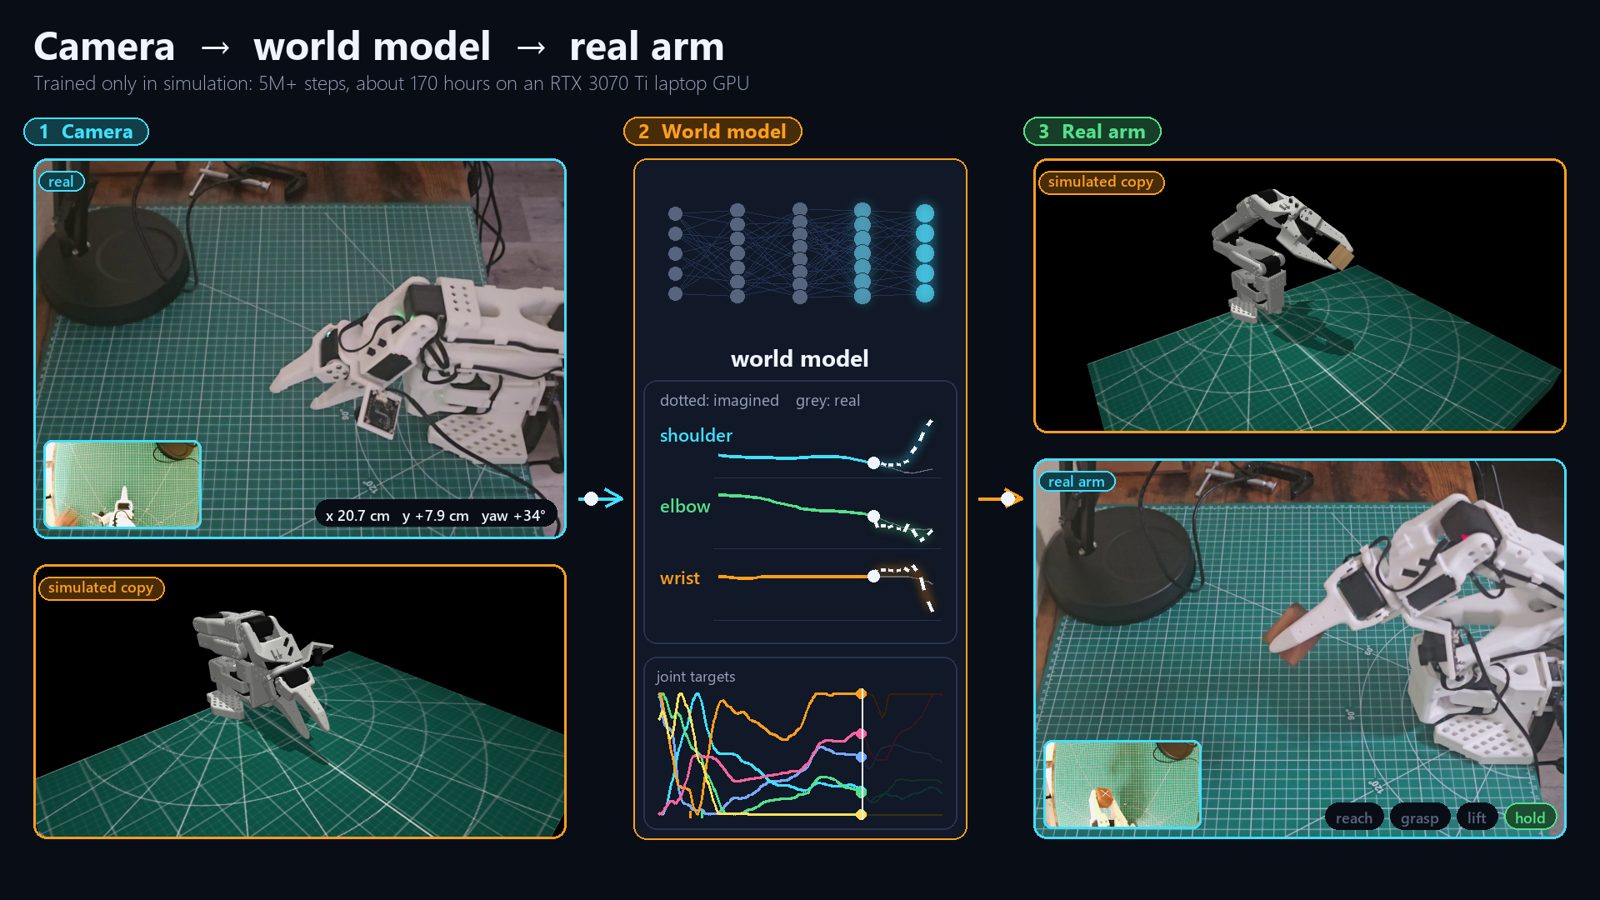 Camera → world model → real arm
Trained only in simulation: 5M+ steps, about 170 hours on an RTX 3070 Ti laptop GPU
1 Camera
real
x 20.7 cm y +7.9 cm yaw +34°
simulated copy
2 World model
world model
dotted: imagined grey: real
shoulder
elbow
wrist
joint targets
3 Real arm
simulated copy
real arm
reach
grasp
lift
hold